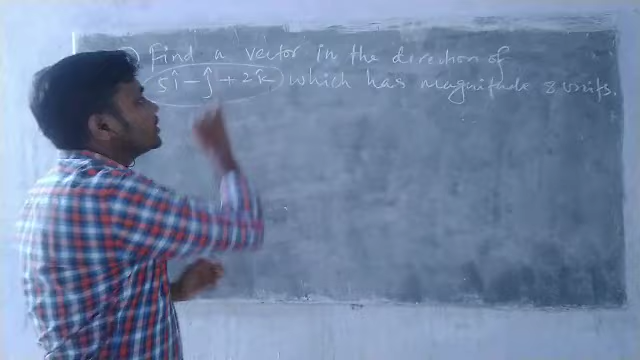 ) Find a vector in the direction of
5î - ĵ + 2k̂ which has magnitude 8 units.